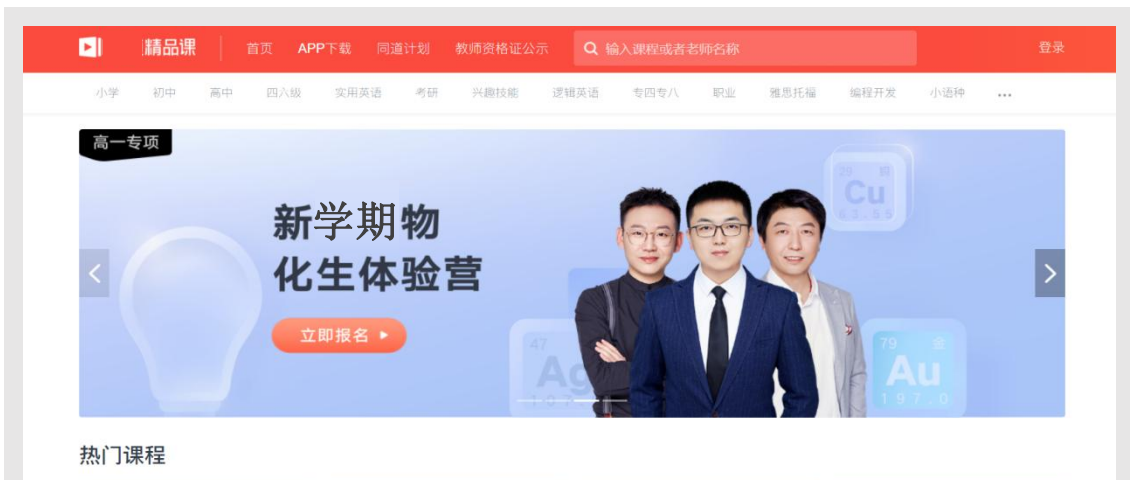 精品课 首页 APP下载 同道计划 教师资格证公示 输入课程或者老师名称 登录
小学 初中 高中 四六级 实用英语 考研 兴趣技能 逻辑英语 专四专八 职业 雅思托福 编程开发 小语种 •••
高一专项
新学期物
化生体验营
立即报名
29 铜
Cu
63.55
47
Ag
79 金
Au
197.0
热门课程